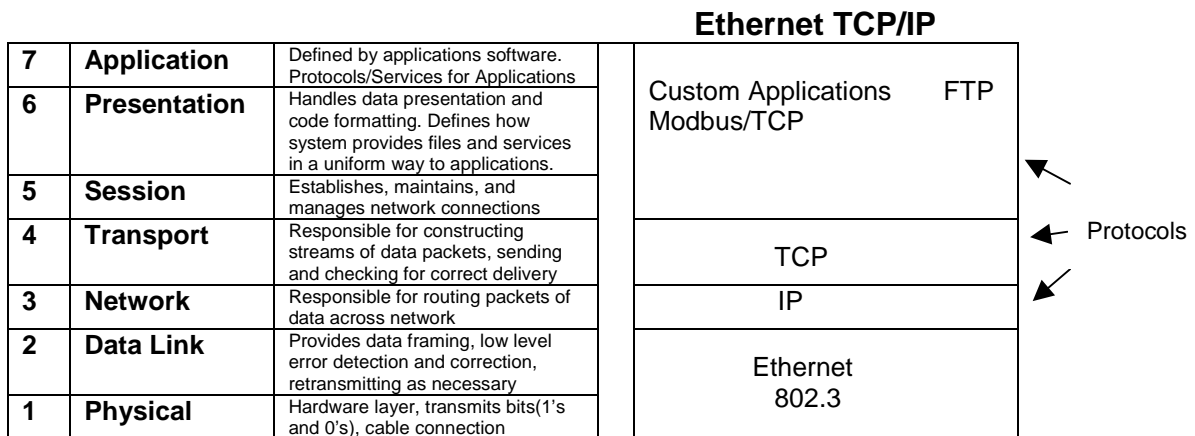 Ethernet TCP/IP
7 Application Defined by applications software.
Protocols/Services for Applications
6 Presentation Handles data presentation and
code formatting. Defines how
system provides files and services
in a uniform way to applications.
5 Session Establishes, maintains, and
manages network connections
4 Transport Responsible for constructing
streams of data packets, sending
and checking for correct delivery
3 Network Responsible for routing packets of
data across network
2 Data Link Provides data framing, low level
error detection and correction,
retransmitting as necessary
1 Physical Hardware layer, transmits bits(1's
and 0's), cable connection
Custom Applications FTP
Modbus/TCP
TCP
IP
Ethernet
802.3
Protocols